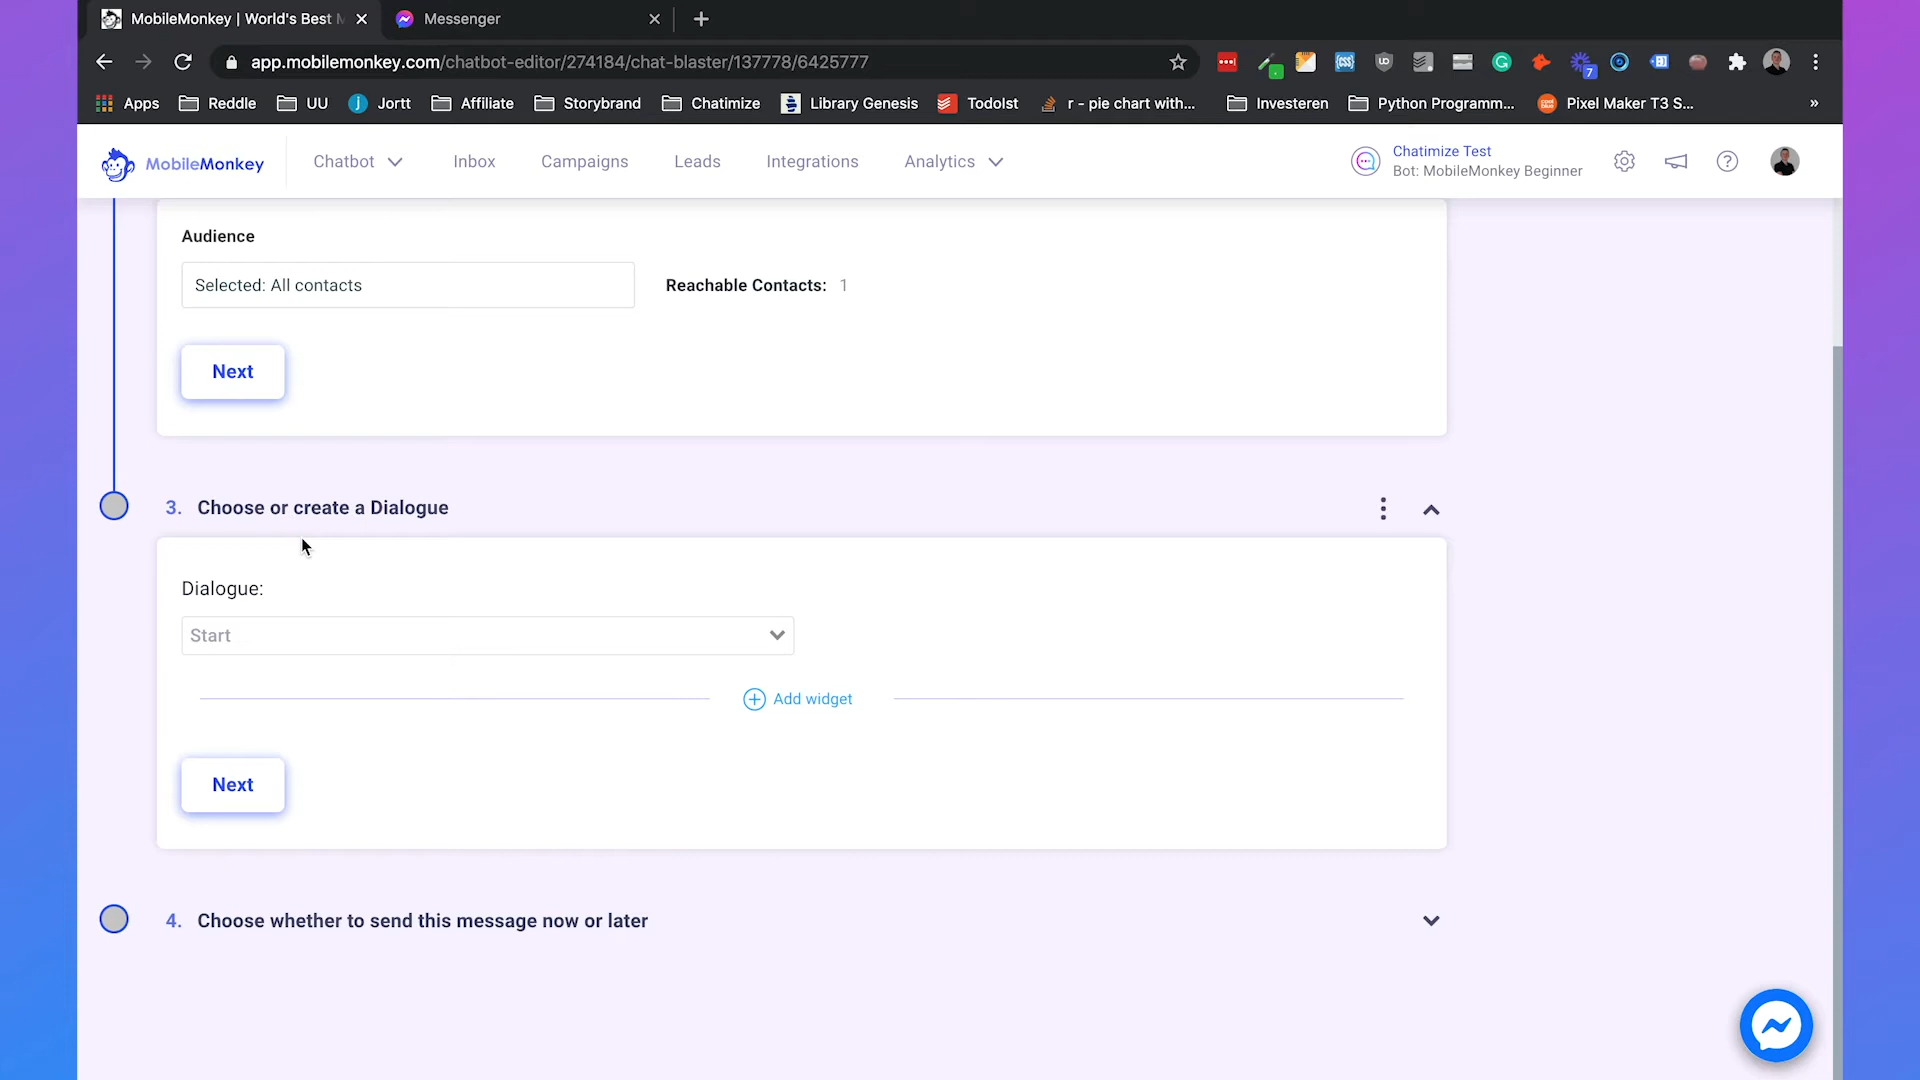 MobileMonkey | World's Best M
Messenger
app.mobilemonkey.com/chatbot-editor/274184/chat-blaster/137778/6425777
7
Apps
Reddle
UU
Jortt
Affiliate
Storybrand
Chatimize
Library Genesis
TodoIst
r - pie chart with...
Investeren
Python Programm...
Pixel Maker T3 S...
»
MobileMonkey
Chatbot
Inbox
Campaigns
Leads
Integrations
Analytics
Chatimize Test
Bot: MobileMonkey Beginner
Audience
Selected: All contacts
Reachable Contacts: 1
Next
3. Choose or create a Dialogue
Dialogue:
Start
Add widget
Next
4. Choose whether to send this message now or later